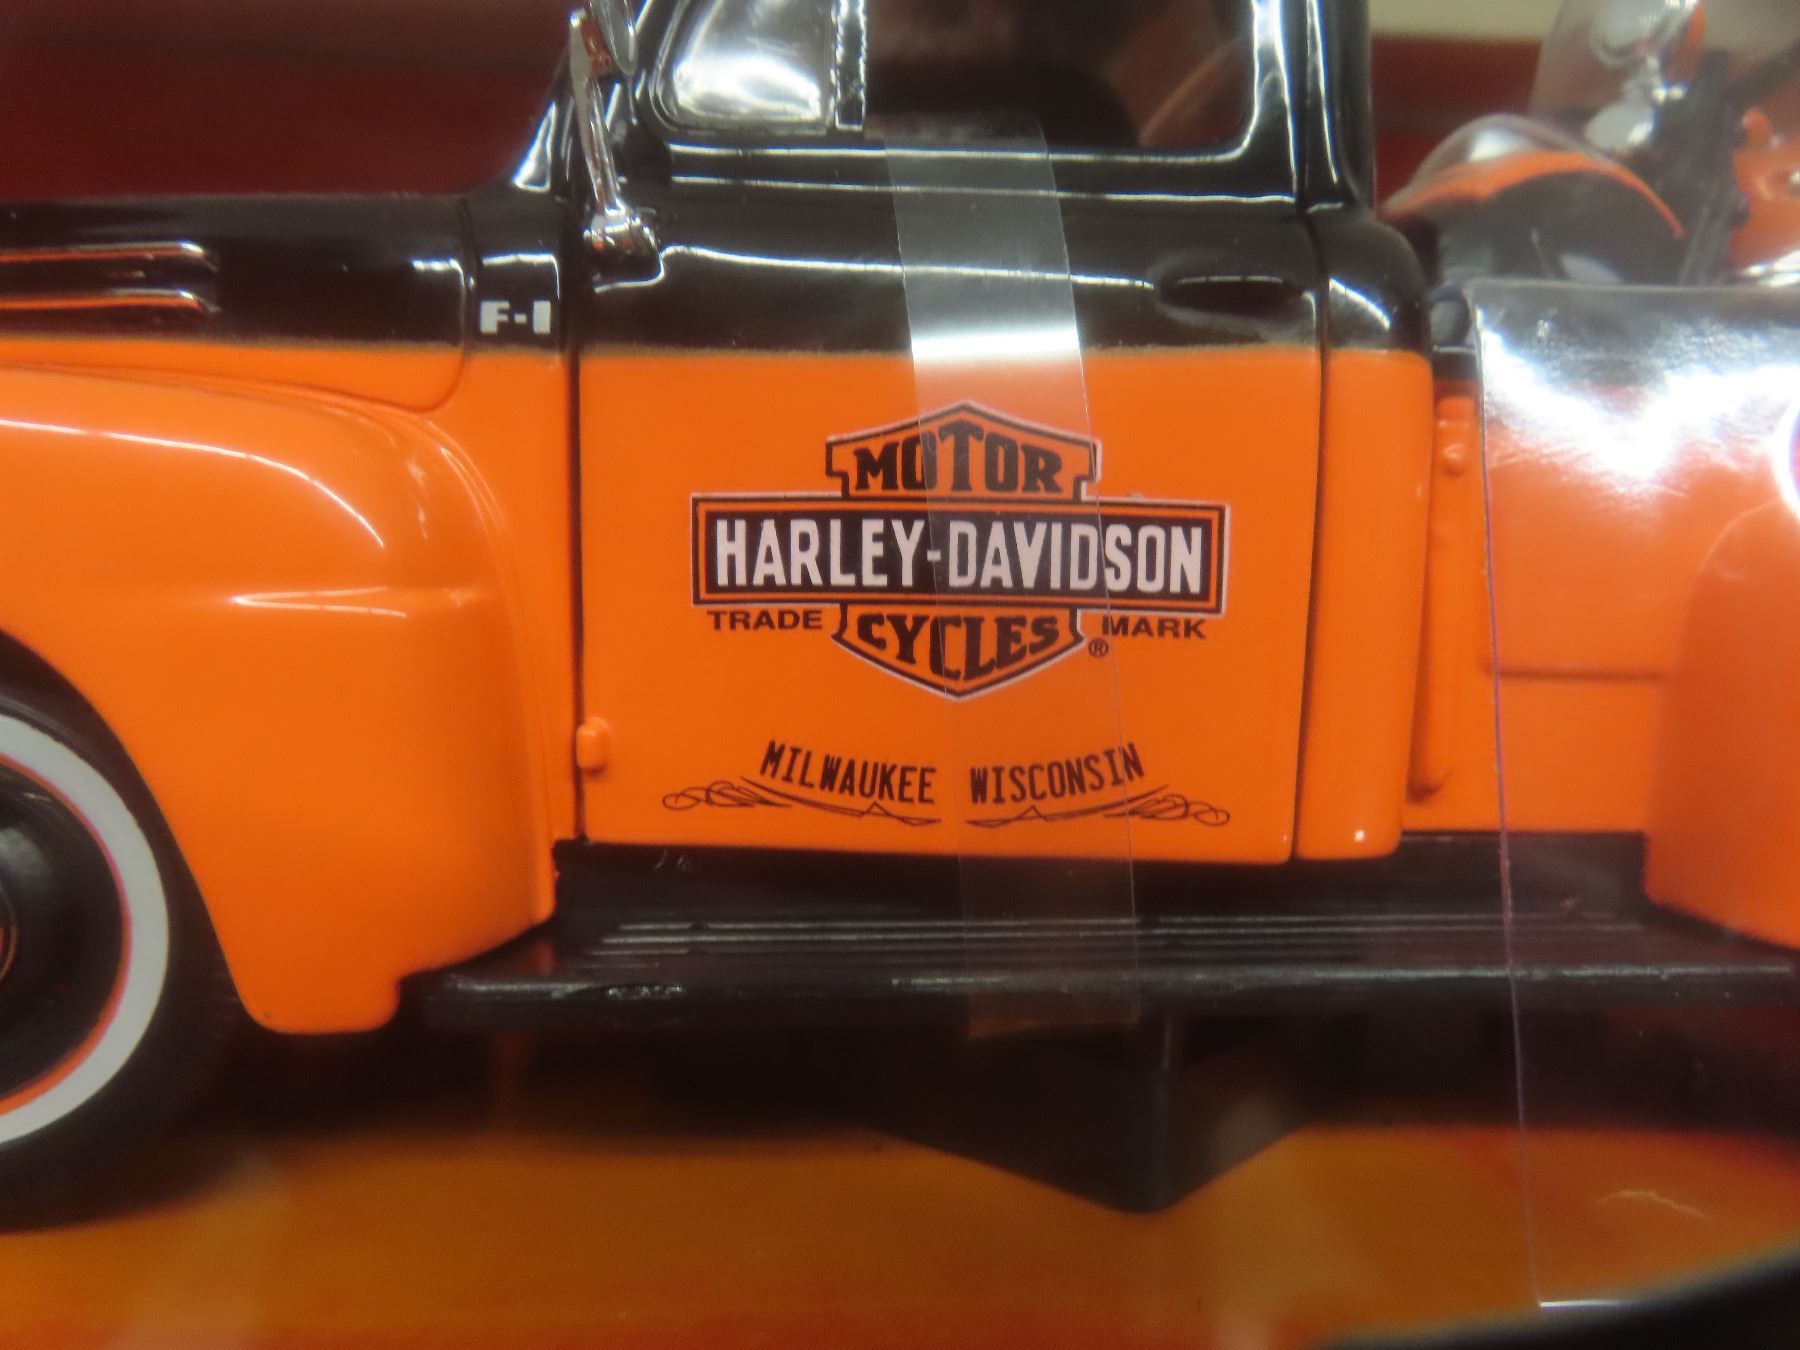 F-1
MOTOR
HARLEY-DAVIDSON
TRADE MARK
CYCLES
®
MILWAUKEE WISCONSIN